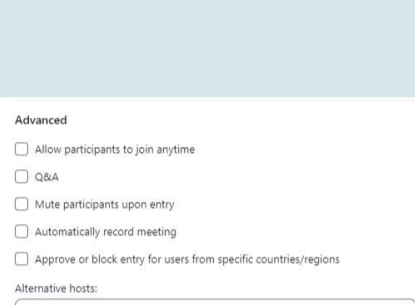 Advanced
Allow participants to join anytime
Q&A
Mute participants upon entry
Automatically record meeting
Approve or block entry for users from specific countries/regions
Alternative hosts: